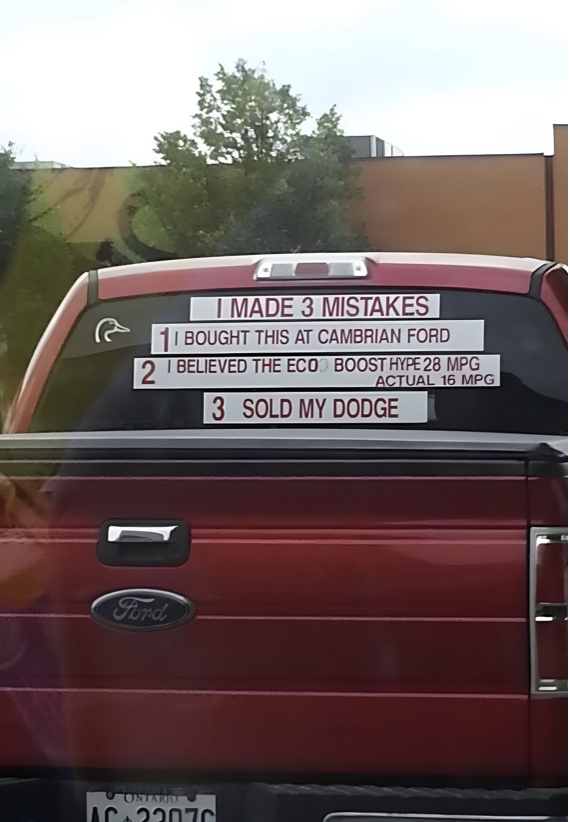 I MADE 3 MISTAKES
1 I BOUGHT THIS AT CAMBRIAN FORD
2 I BELIEVED THE ECO BOOST HYPE 28 MPG
ACTUAL 16 MPG
3 SOLD MY DODGE
Ford
ONTARIO